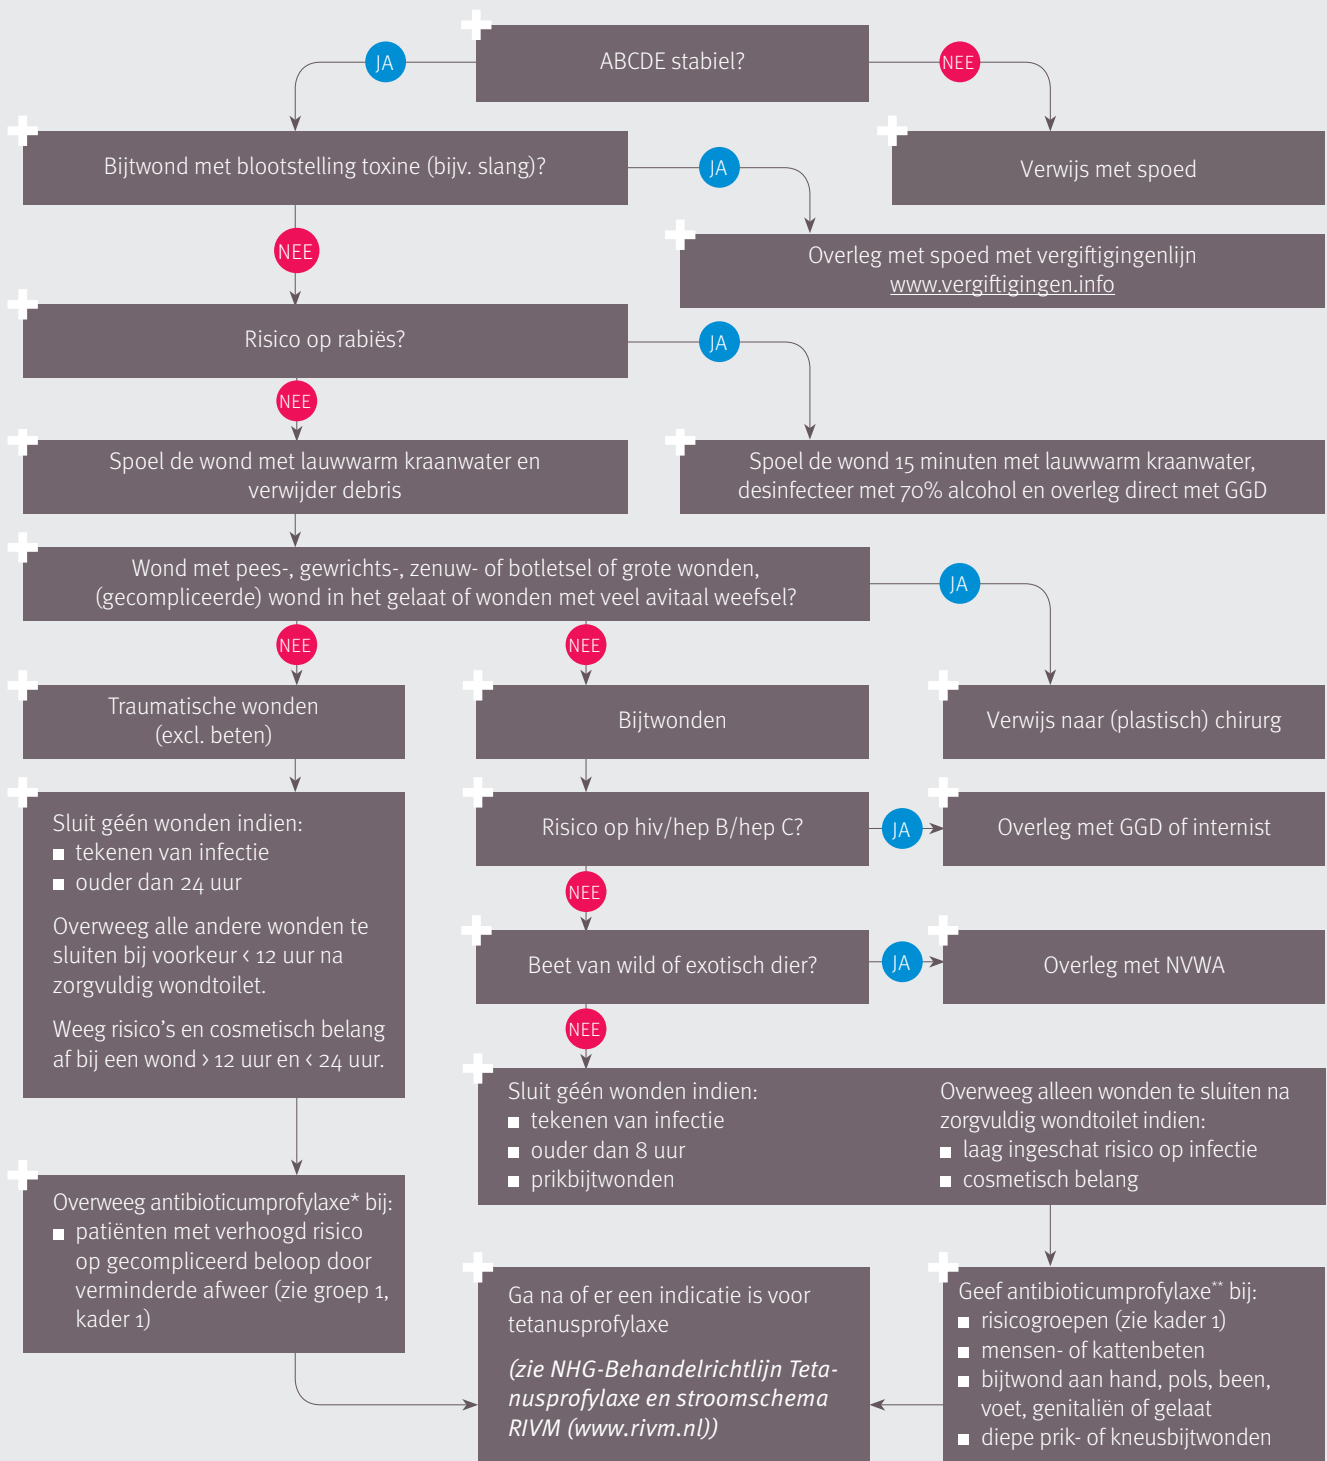 ABCDE stabiel?
JA
NEE
Bijtwond met blootstelling toxine (bijv. slang)?
JA
Verwijs met spoed
NEE
Overleg met spoed met vergiftigingenlijn
www.vergiftigingen.info
Risico op rabiës?
JA
NEE
Spoel de wond met lauwwarm kraanwater en
verwijder debris
Spoel de wond 15 minuten met lauwwarm kraanwater,
desinfecteer met 70% alcohol en overleg direct met GGD
Wond met pees-, gewrichts-, zenuw- of botletsel of grote wonden,
(gecompliceerde) wond in het gelaat of wonden met veel avitaal weefsel?
JA
NEE
NEE
Traumatische wonden
(excl. beten)
Bijtwonden
Verwijs naar (plastisch) chirurg
Sluit géén wonden indien:
■ tekenen van infectie
■ ouder dan 24 uur
Overweeg alle andere wonden te
sluiten bij voorkeur < 12 uur na
zorgvuldig wondtoilet.
Weeg risico's en cosmetisch belang
af bij een wond > 12 uur en < 24 uur.
Risico op hiv/hep B/hep C?
JA
Overleg met GGD of internist
NEE
Beet van wild of exotisch dier?
JA
Overleg met NVWA
NEE
Sluit géén wonden indien:
■ tekenen van infectie
■ ouder dan 8 uur
■ prikbijtwonden
Overweeg alleen wonden te sluiten na
zorgvuldig wondtoilet indien:
■ laag ingeschat risico op infectie
■ cosmetisch belang
Overweeg antibioticumprofylaxe* bij:
■ patiënten met verhoogd risico
op gecompliceerd beloop door
verminderde afweer (zie groep 1,
kader 1)
Ga na of er een indicatie is voor
tetanusprofylaxe
(zie NHG-Behandelrichtlijn Teta-
nusprofylaxe en stroomschema
RIVM (www.rivm.nl))
Geef antibioticumprofylaxe** bij:
■ risicogroepen (zie kader 1)
■ mensen- of kattenbeten
■ bijtwond aan hand, pols, been,
voet, genitaliën of gelaat
■ diepe prik- of kneusbijtwonden